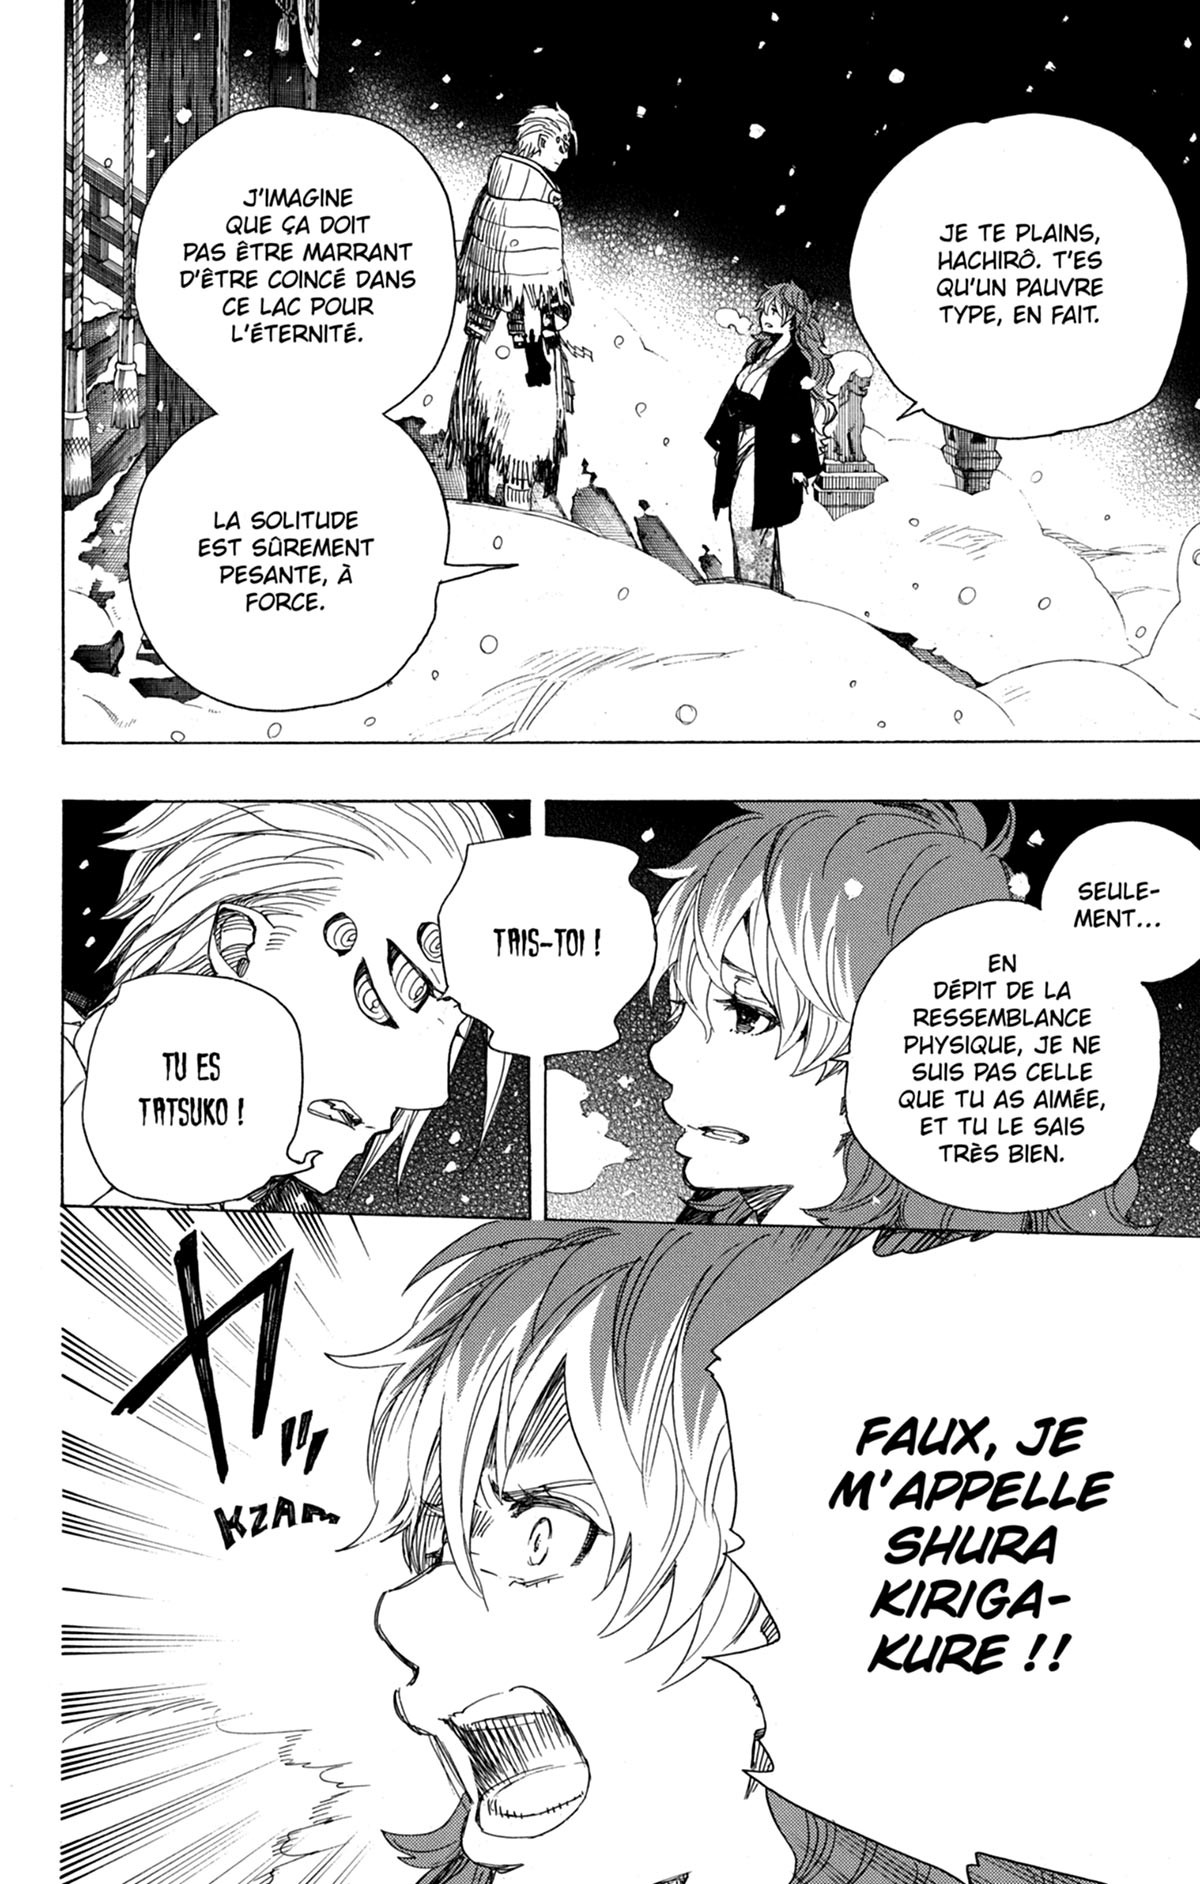 JE TE PLAINS,
HACHIRÔ. T'ES
QU'UN PAUVRE
TYPE, EN FAIT.
J'IMAGINE
QUE ÇA DOIT
PAS ÊTRE MARRANT
D'ÊTRE COINCÉ DANS
CE LAC POUR
L'ÉTERNITÉ.
LA SOLITUDE
EST SÛREMENT
PESANTE, À
FORCE.
SEULE-
MENT...
EN
DÉPIT DE LA
RESSEMBLANCE
PHYSIQUE, JE NE
SUIS PAS CELLE
QUE TU AS AIMÉE,
ET TU LE SAIS
TRÈS BIEN.
TAIS-TOI !
TU ES
TATSUKO !
FAUX, JE
M'APPELLE
SHURA
KIRIGA-
KURE !!
ガッ
KZAM